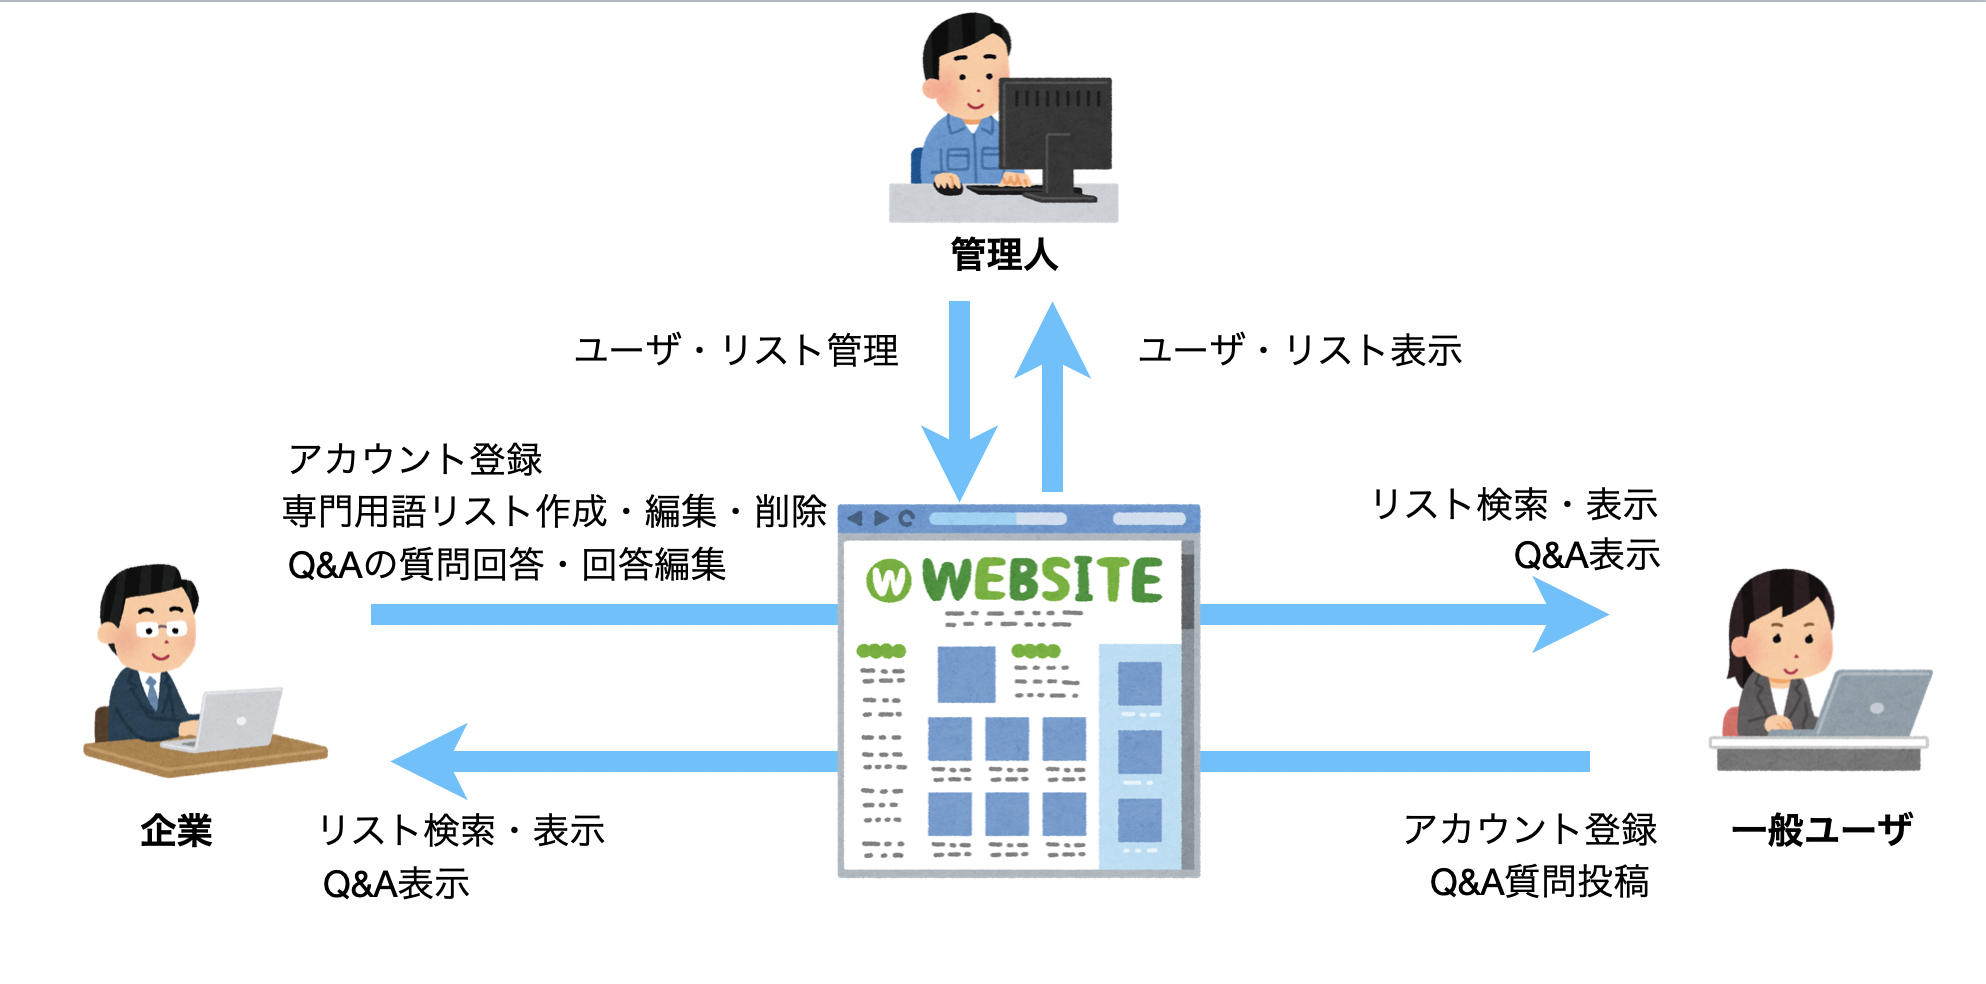 管理人
ユーザ・リスト管理
ユーザ・リスト表示
アカウント登録
専門用語リスト作成・編集・削除
Q&Aの質問回答・回答編集
リスト検索・表示
Q&A表示
W WEBSITE
企業
リスト検索・表示
Q&A表示
アカウント登録
Q&A質問投稿
一般ユーザ